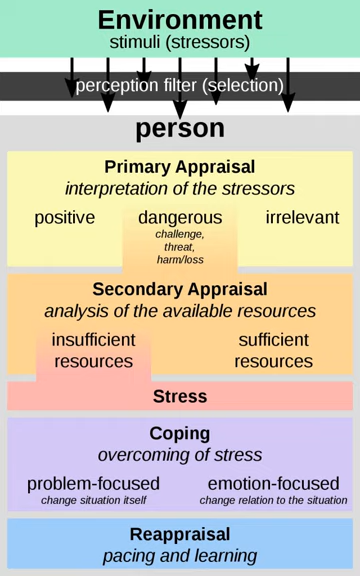 Environment
stimuli (stressors)
perception filter (selection)
person
Primary Appraisal
interpretation of the stressors
positive dangerous irrelevant
challenge,
threat,
harm/loss
Secondary Appraisal
analysis of the available resources
insufficient sufficient
resources resources
Stress
Coping
overcoming of stress
problem-focused emotion-focused
change situation itself change relation to the situation
Reappraisal
pacing and learning